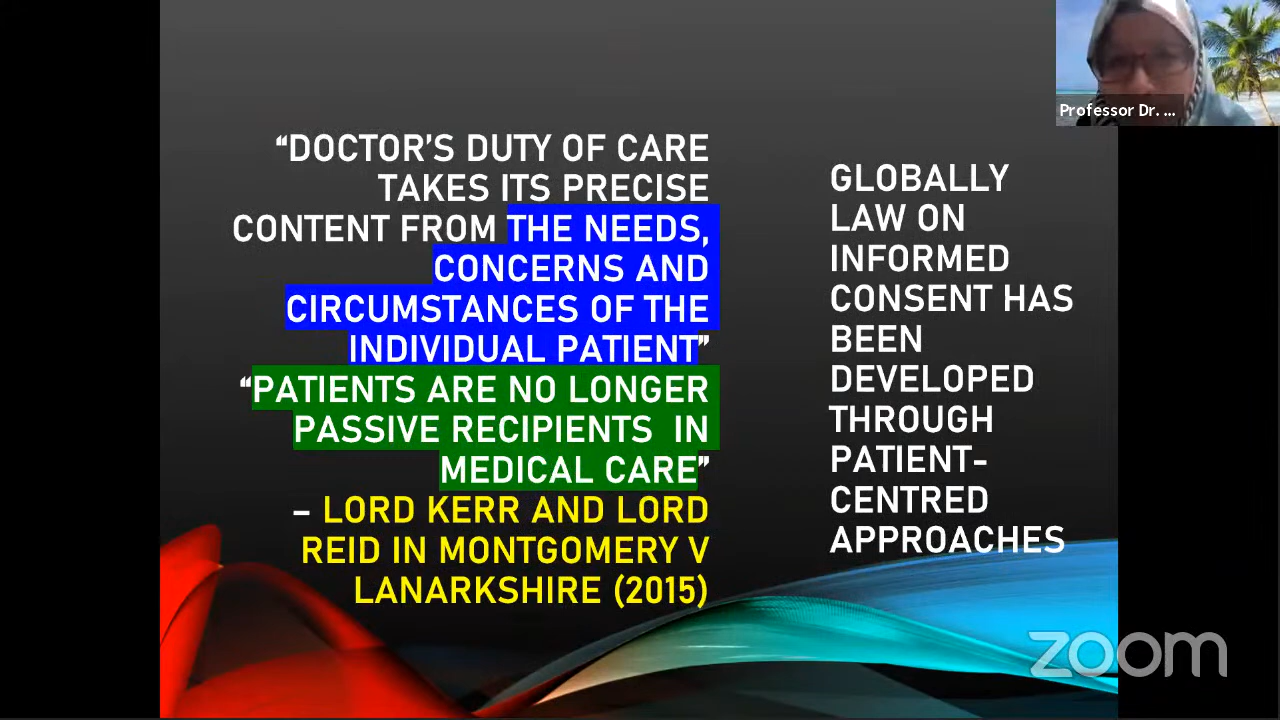 “DOCTOR’S DUTY OF CARE
TAKES ITS PRECISE
CONTENT FROM THE NEEDS,
CONCERNS AND
CIRCUMSTANCES OF THE
INDIVIDUAL PATIENT”
“PATIENTS ARE NO LONGER
PASSIVE RECIPIENTS IN
MEDICAL CARE”
– LORD KERR AND LORD
REID IN MONTGOMERY V
LANARKSHIRE (2015)
GLOBALLY
LAW ON
INFORMED
CONSENT HAS
BEEN
DEVELOPED
THROUGH
PATIENT-
CENTRED
APPROACHES
Professor Dr. ...
zoom